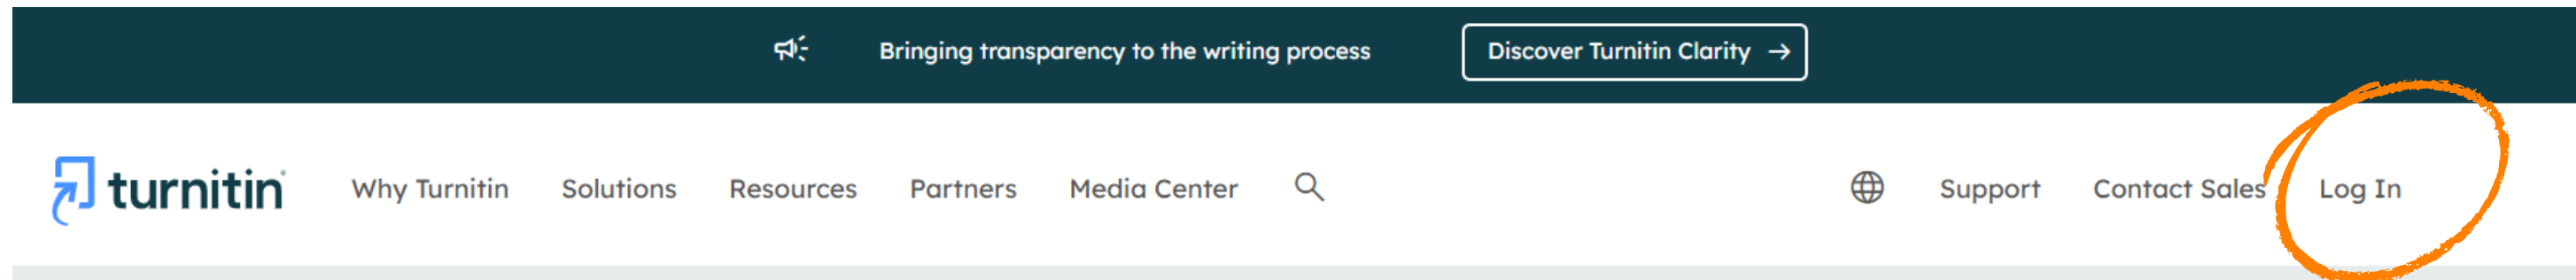 Bringing transparency to the writing process Discover Turnitin Clarity →
turnitin Why Turnitin Solutions Resources Partners Media Center Support Contact Sales Log In